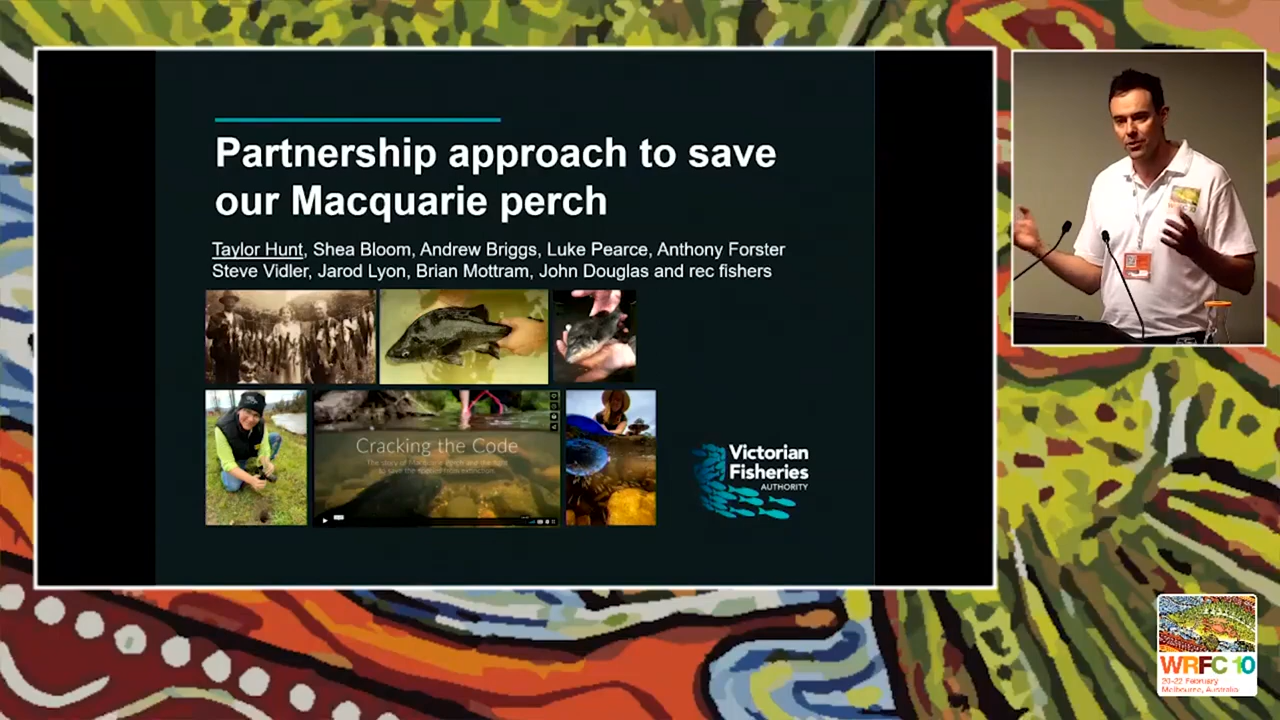 Partnership approach to save
our Macquarie perch
Taylor Hunt, Shea Bloom, Andrew Briggs, Luke Pearce, Anthony Forster
Steve Vidler, Jarod Lyon, Brian Mottram, John Douglas and rec fishers
Cracking the Code
The story of Macquarie perch and the fight
to save the species from extinction
Victorian
Fisheries
AUTHORITY
WRFC 10
WRFC 10
20-22 February
Melbourne, Australia